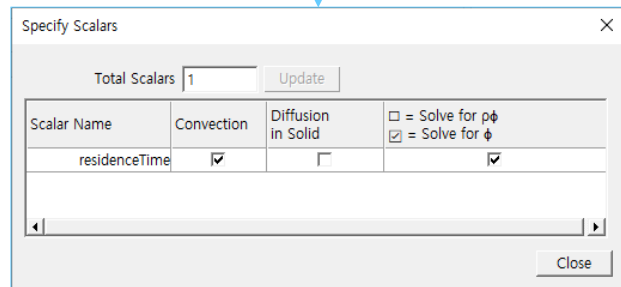 Specify Scalars
Total Scalars 1 Update
Scalar Name Convection Diffusion in Solid □ = Solve for ρϕ
☑ = Solve for ϕ
residenceTime
Close